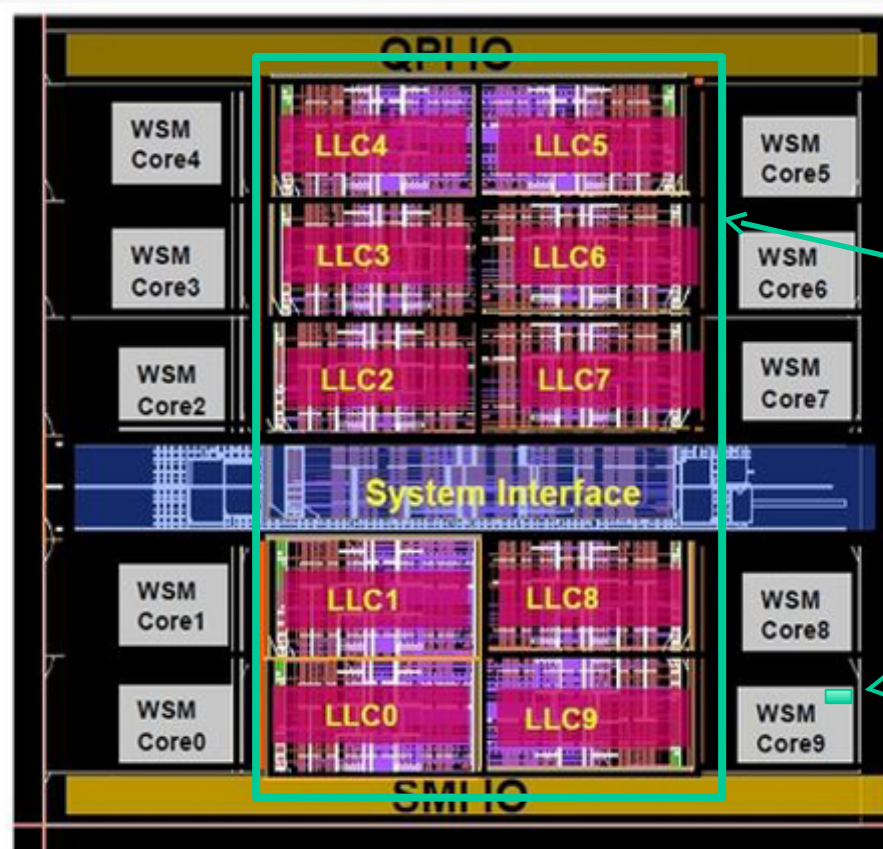 QPI IO
WSM
Core4
LLC4
LLC5
WSM
Core5
WSM
Core3
LLC3
LLC6
WSM
Core6
WSM
Core2
LLC2
LLC7
WSM
Core7
System Interface
WSM
Core1
LLC1
LLC8
WSM
Core8
WSM
Core0
LLC0
LLC9
WSM
Core9
SMI IO